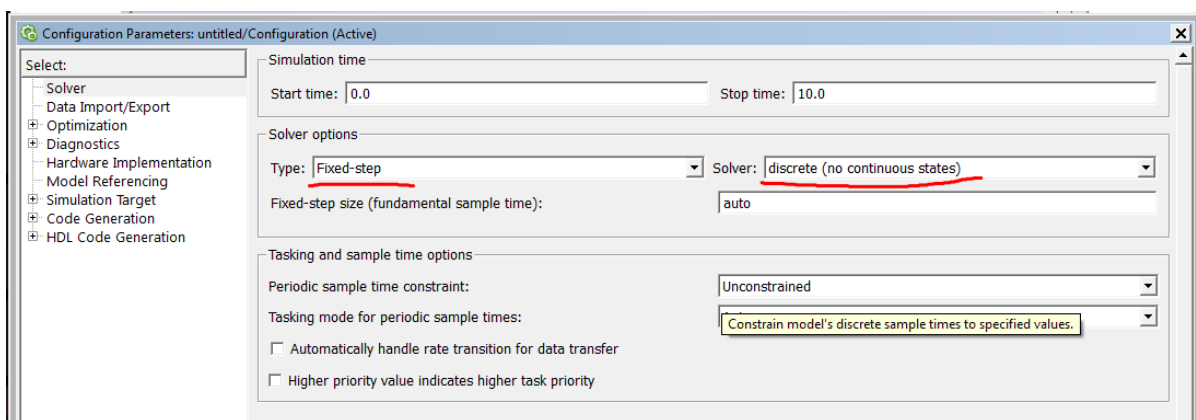 Configuration Parameters: untitled/Configuration (Active)
Select:
Solver
Data Import/Export
Optimization
Diagnostics
Hardware Implementation
Model Referencing
Simulation Target
Code Generation
HDL Code Generation
Simulation time
Start time: 0.0 Stop time: 10.0
Solver options
Type: Fixed-step Solver: discrete (no continuous states)
Fixed-step size (fundamental sample time): auto
Tasking and sample time options
Periodic sample time constraint: Unconstrained
Tasking mode for periodic sample times:
Constrain model's discrete sample times to specified values.
Automatically handle rate transition for data transfer
Higher priority value indicates higher task priority